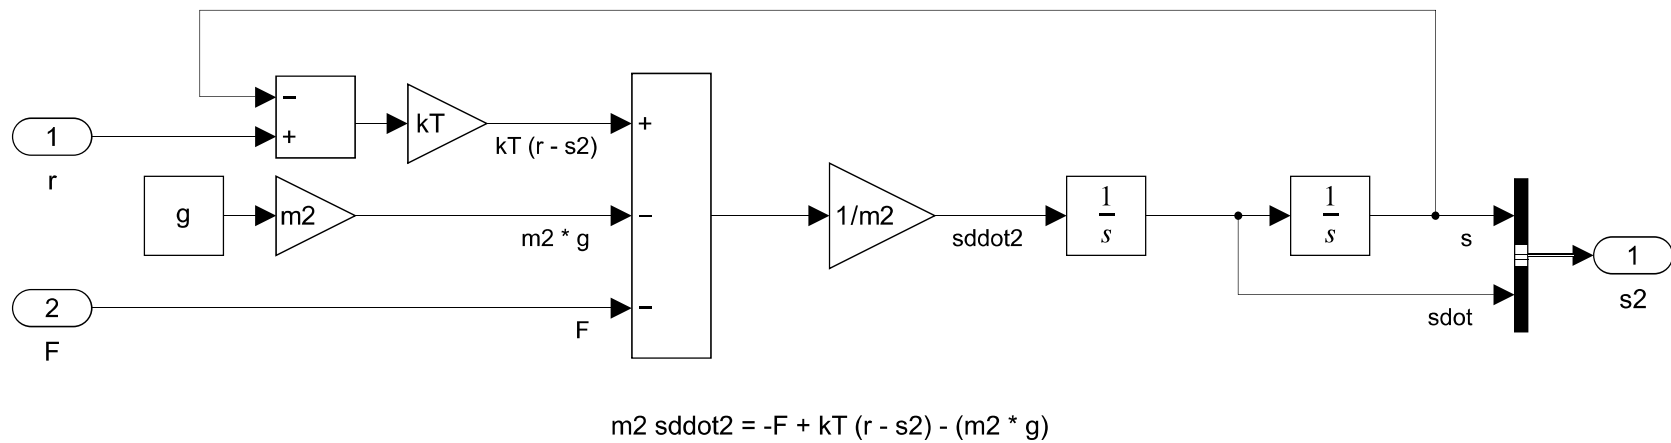 −
+
1
r
kT
kT (r - s2)
+
g
m2
m2 * g
−
1/m2
sddot2
1
s
1
s
s
1
s2
2
F
F
−
sdot
m2 sddot2 = -F + kT (r - s2) - (m2 * g)